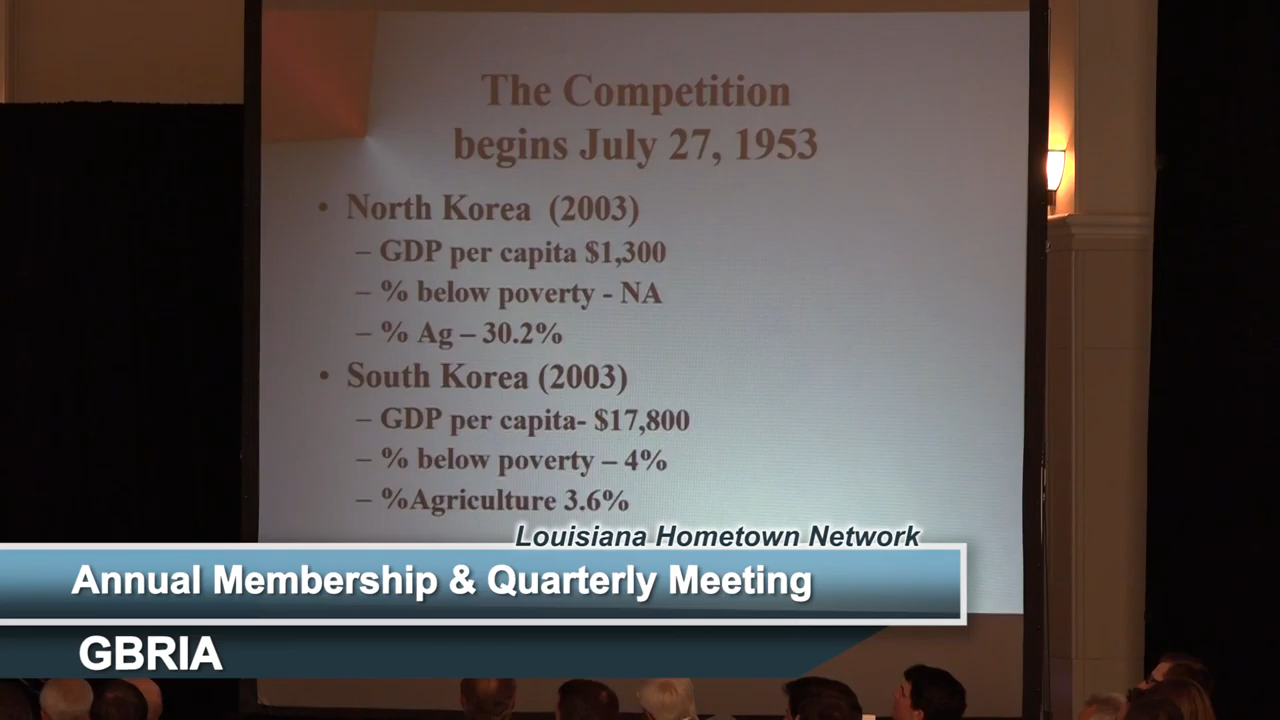 The Competition
begins July 27, 1953
• North Korea (2003)
– GDP per capita $1,300
– % below poverty - NA
– % Ag – 30.2%
• South Korea (2003)
– GDP per capita- $17,800
– % below poverty – 4%
– %Agriculture 3.6%
Louisiana Hometown Network
Annual Membership & Quarterly Meeting
GBRIA